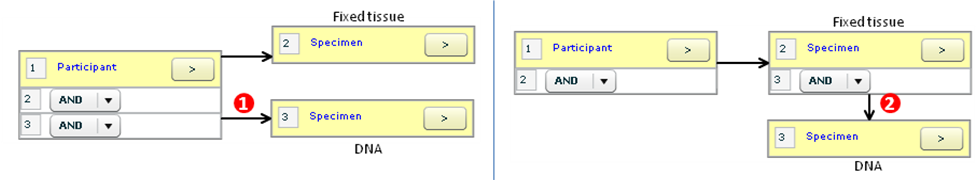 Fixed tissue
2 Specimen >
1 Participant >
2 AND ▼
3 AND ▼
1
3 Specimen >
DNA
Fixed tissue
1 Participant >
2 AND ▼
2 Specimen >
3 AND ▼
2
3 Specimen >
DNA